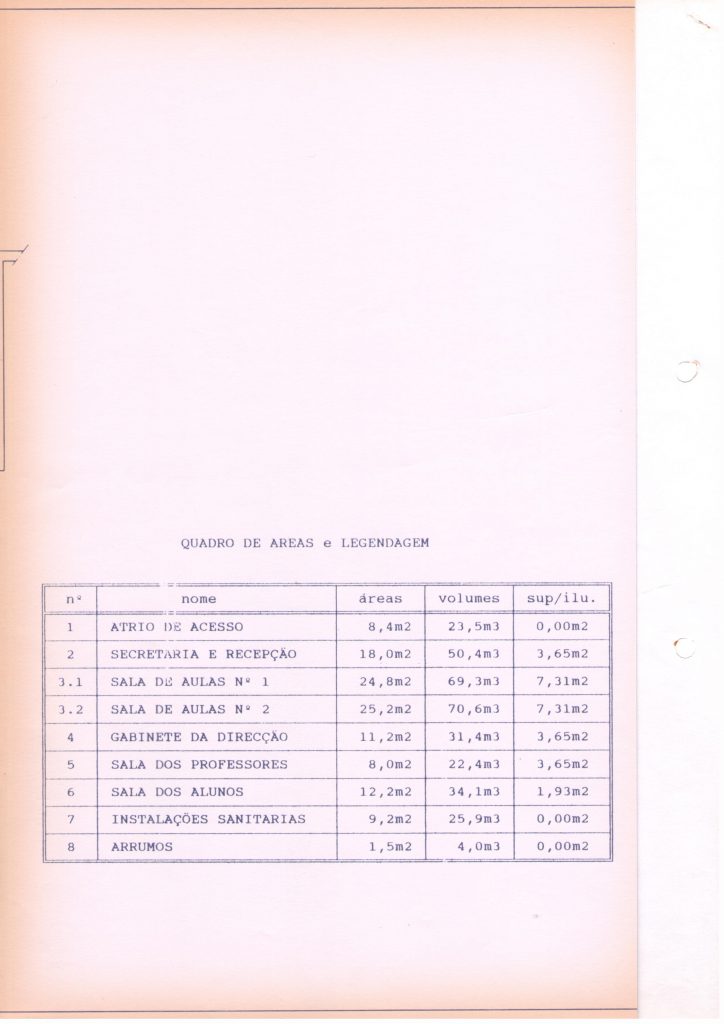 QUADRO DE AREAS e LEGENDAGEM
nº nome áreas volumes sup/ilu.
1 ATRIO DE ACESSO 8,4m2 23,5m3 0,00m2
2 SECRETARIA E RECEPÇÃO 18,0m2 50,4m3 3,65m2
3.1 SALA DE AULAS Nº 1 24,8m2 69,3m3 7,31m2
3.2 SALA DE AULAS Nº 2 25,2m2 70,6m3 7,31m2
4 GABINETE DA DIRECÇÃO 11,2m2 31,4m3 3,65m2
5 SALA DOS PROFESSORES 8,0m2 22,4m3 3,65m2
6 SALA DOS ALUNOS 12,2m2 34,1m3 1,93m2
7 INSTALAÇÕES SANITARIAS 9,2m2 25,9m3 0,00m2
8 ARRUMOS 1,5m2 4,0m3 0,00m2